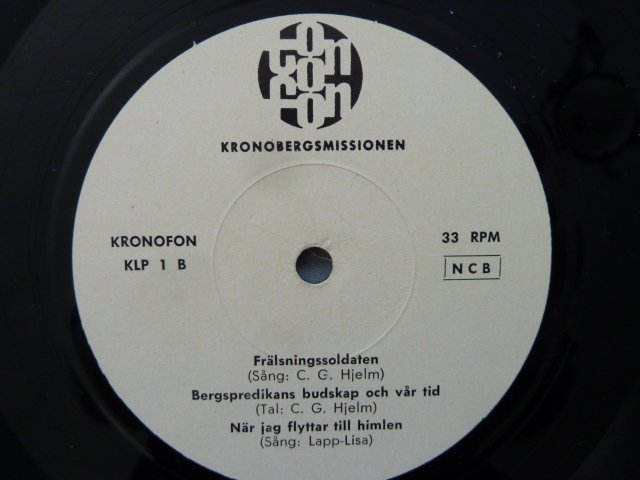 kronofon
KRONOBERGSMISSIONEN
KRONOFON
KLP 1 B
33 RPM
NCB
Frälsningssoldaten
(Sång: C. G. Hjelm)
Bergspredikans budskap och vår tid
(Tal: C. G. Hjelm)
När jag flyttar till himlen
(Sång: Lapp-Lisa)